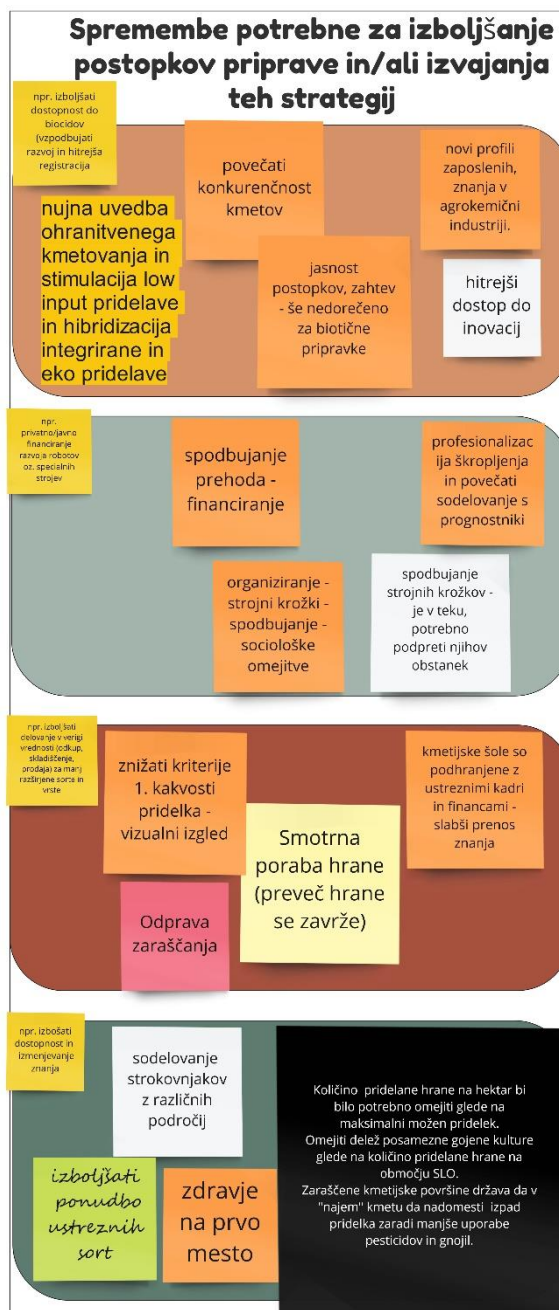 Spremembe potrebne za izboljšanje
postopkov priprave in/ali izvajanja
teh strategij
npr. izboljšati
dostopnost do
biocidov
(vzpodbujati
razvoj in hitrejša
registracija
povečati
konkurenčnost
kmetov
novi profili
zaposlenih,
znanja v
agrokemični
industriji.
nujna uvedba
ohranitvenega
kmetovanja in
stimulacija low
input pridelave
in hibridizacija
integrirane in
eko pridelave
jasnost
postopkov, zahtev
- še nedorečeno
za biotične
pripravke
hitrejši
dostop do
inovacij
npr.
privatno/javno
financiranje
razvoja robotov
oz. specialnih
strojev
spodbujanje
prehoda -
financiranje
profesionalizac
ija škropljenja
in povečati
sodelovanje s
prognostiki
organiziranje -
strojni krožki -
spodbujanje -
sociološke
omejitve
spodbujanje
strojnih krožkov -
je v teku,
potrebno
podpreti njihov
obstanek
npr. izboljšati
delovanje v verigi
vrednosti (odkup,
skladiščenje,
prodaja) za manj
razširjene sorte in
vrste
znižati kriterije
1. kakvosti
pridelka -
vizualni izgled
kmetijske šole so
podhranjene z
ustreznimi kadri
in financami -
slabši prenos
znanja
Smotrna
poraba hrane
(preveč hrane
se zavrže)
Odprava
zaraščanja
npr. izbošati
dostopnost in
izmenjevanje
znanja
sodelovanje
strokovnjakov
z različnih
področij
Količino pridelane hrane na hektar bi
bilo potrebno omejiti glede na
maksimalni možen pridelek.
Omejiti delež posamezne gojene kulture
glede na količino pridelane hrane na
območju SLO.
Zaraščene kmetijske površine država da v
"najem" kmetu da nadomesti izpad
pridelka zaradi manjše uporabe
pesticidov in gnojil.
izboljšati
ponudbo
ustreznih
sort
zdravje
na prvo
mesto